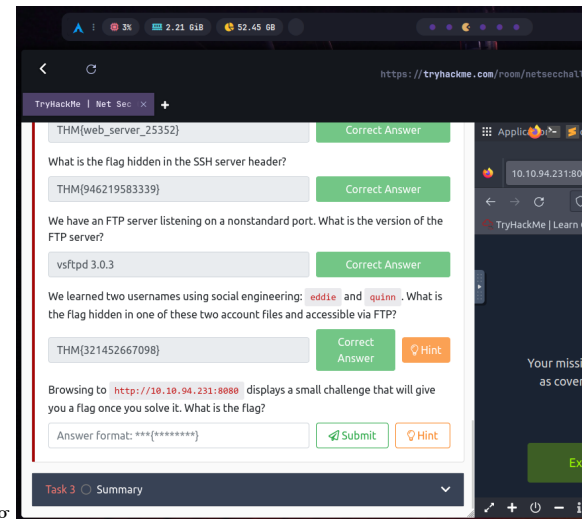 3% 2.21 GiB 52.45 GB
https://tryhackme.com/room/netsecchall
TryHackMe | Net Sec × +
THM{web_server_25352} Correct Answer
What is the flag hidden in the SSH server header?
THM{946219583339} Correct Answer
We have an FTP server listening on a nonstandard port. What is the version of the
FTP server?
vsftpd 3.0.3 Correct Answer
We learned two usernames using social engineering: eddie and quinn . What is
the flag hidden in one of these two account files and accessible via FTP?
THM{321452667098} Correct
Answer Hint
Browsing to http://10.10.94.231:8080 displays a small challenge that will give
you a flag once you solve it. What is the flag?
Answer format: ***{********} Submit Hint
Task 3 Summary
Applic
10.10.94.231:80
TryHackMe | Learn
Your missi
as cover
Ex
g